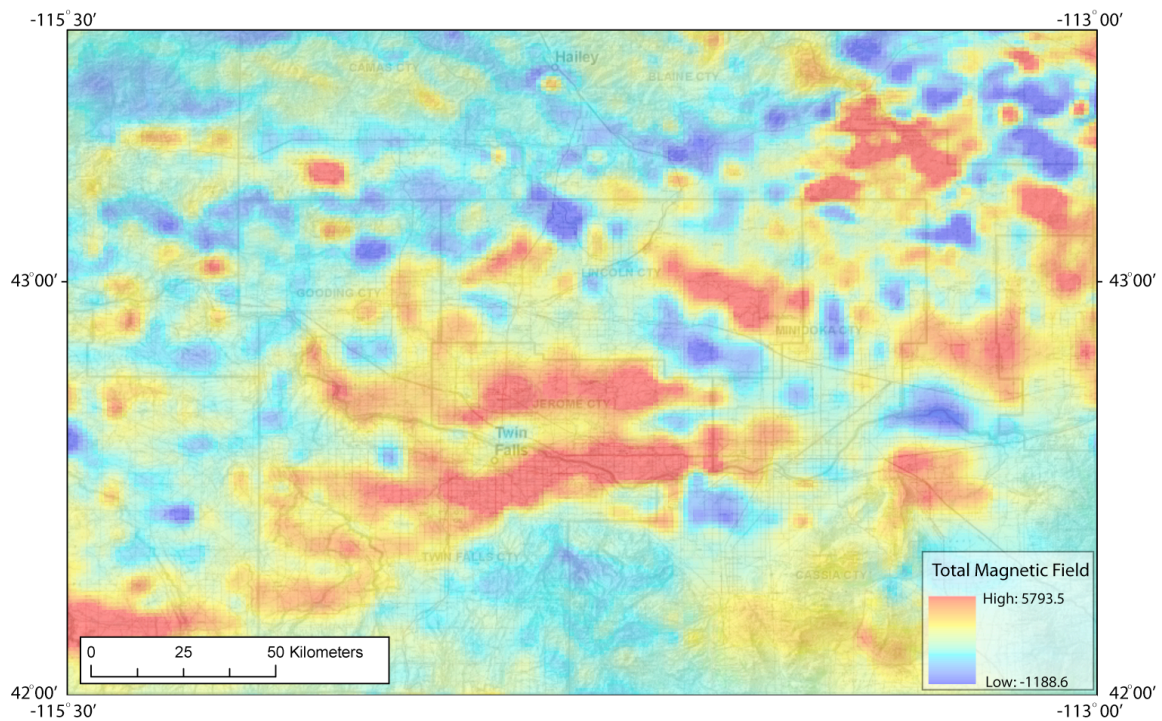 -115°30′
-113°00′
Hailey
CAMAS CTY
BLAINE CTY
43°00′
43°00′
LINCOLN CTY
GOODING CTY
MINIDOKA CTY
JEROME CTY
Twin
Falls
TWIN FALLS CTY
CASSIA CTY
Total Magnetic Field
High: 5793.5
Low: -1188.6
0 25 50 Kilometers
42°00′
42°00′
-115°30′
-113°00′